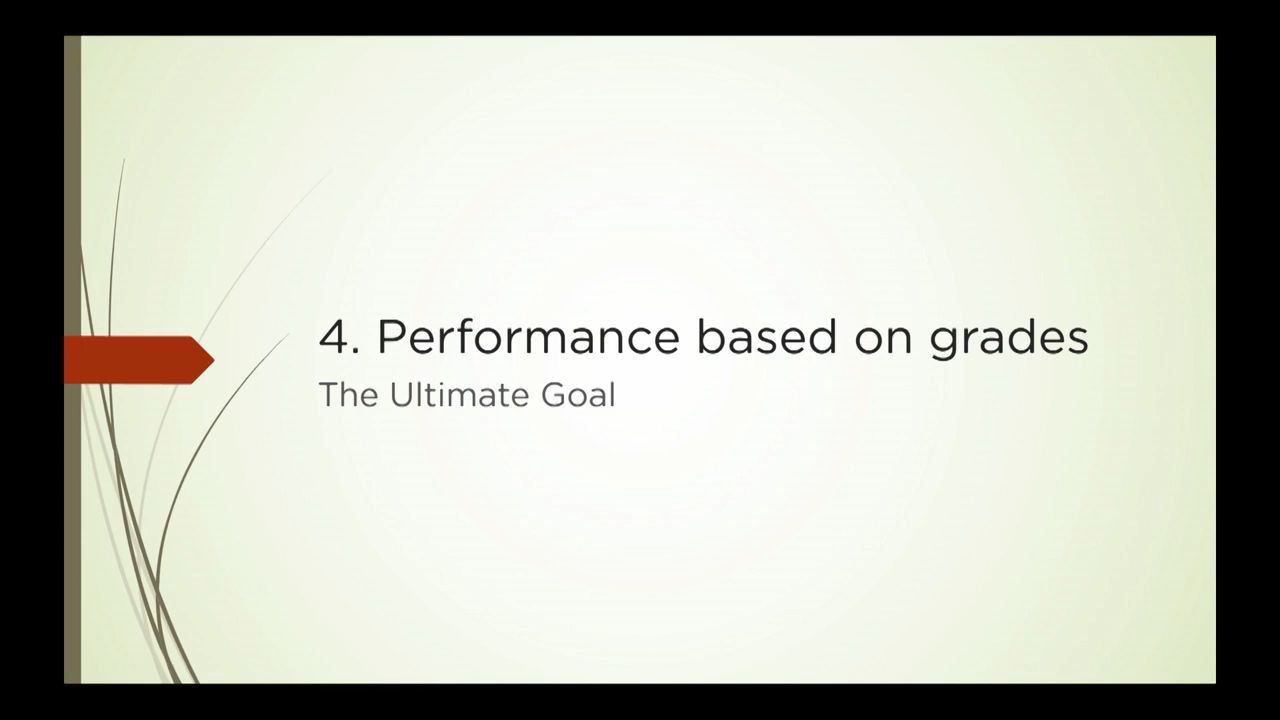 4. Performance based on grades
The Ultimate Goal